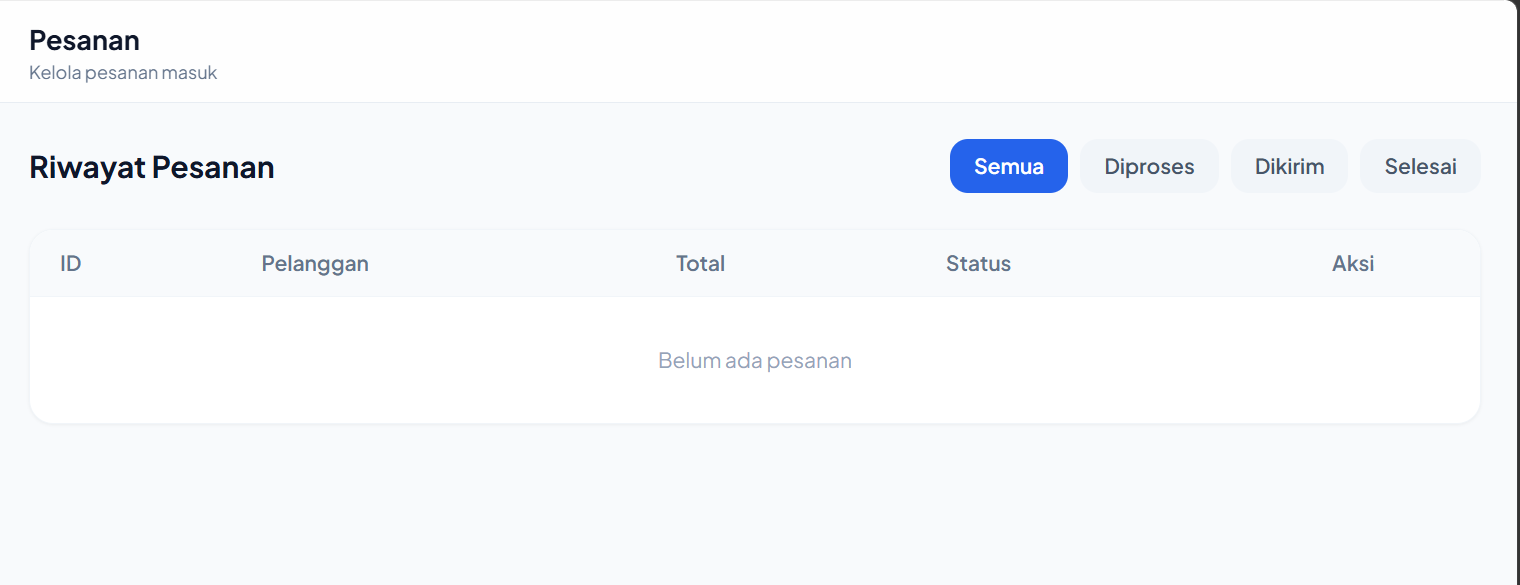 Pesanan
Kelola pesanan masuk
Riwayat Pesanan
Semua
Diproses
Dikirim
Selesai
ID Pelanggan Total Status Aksi
Belum ada pesanan